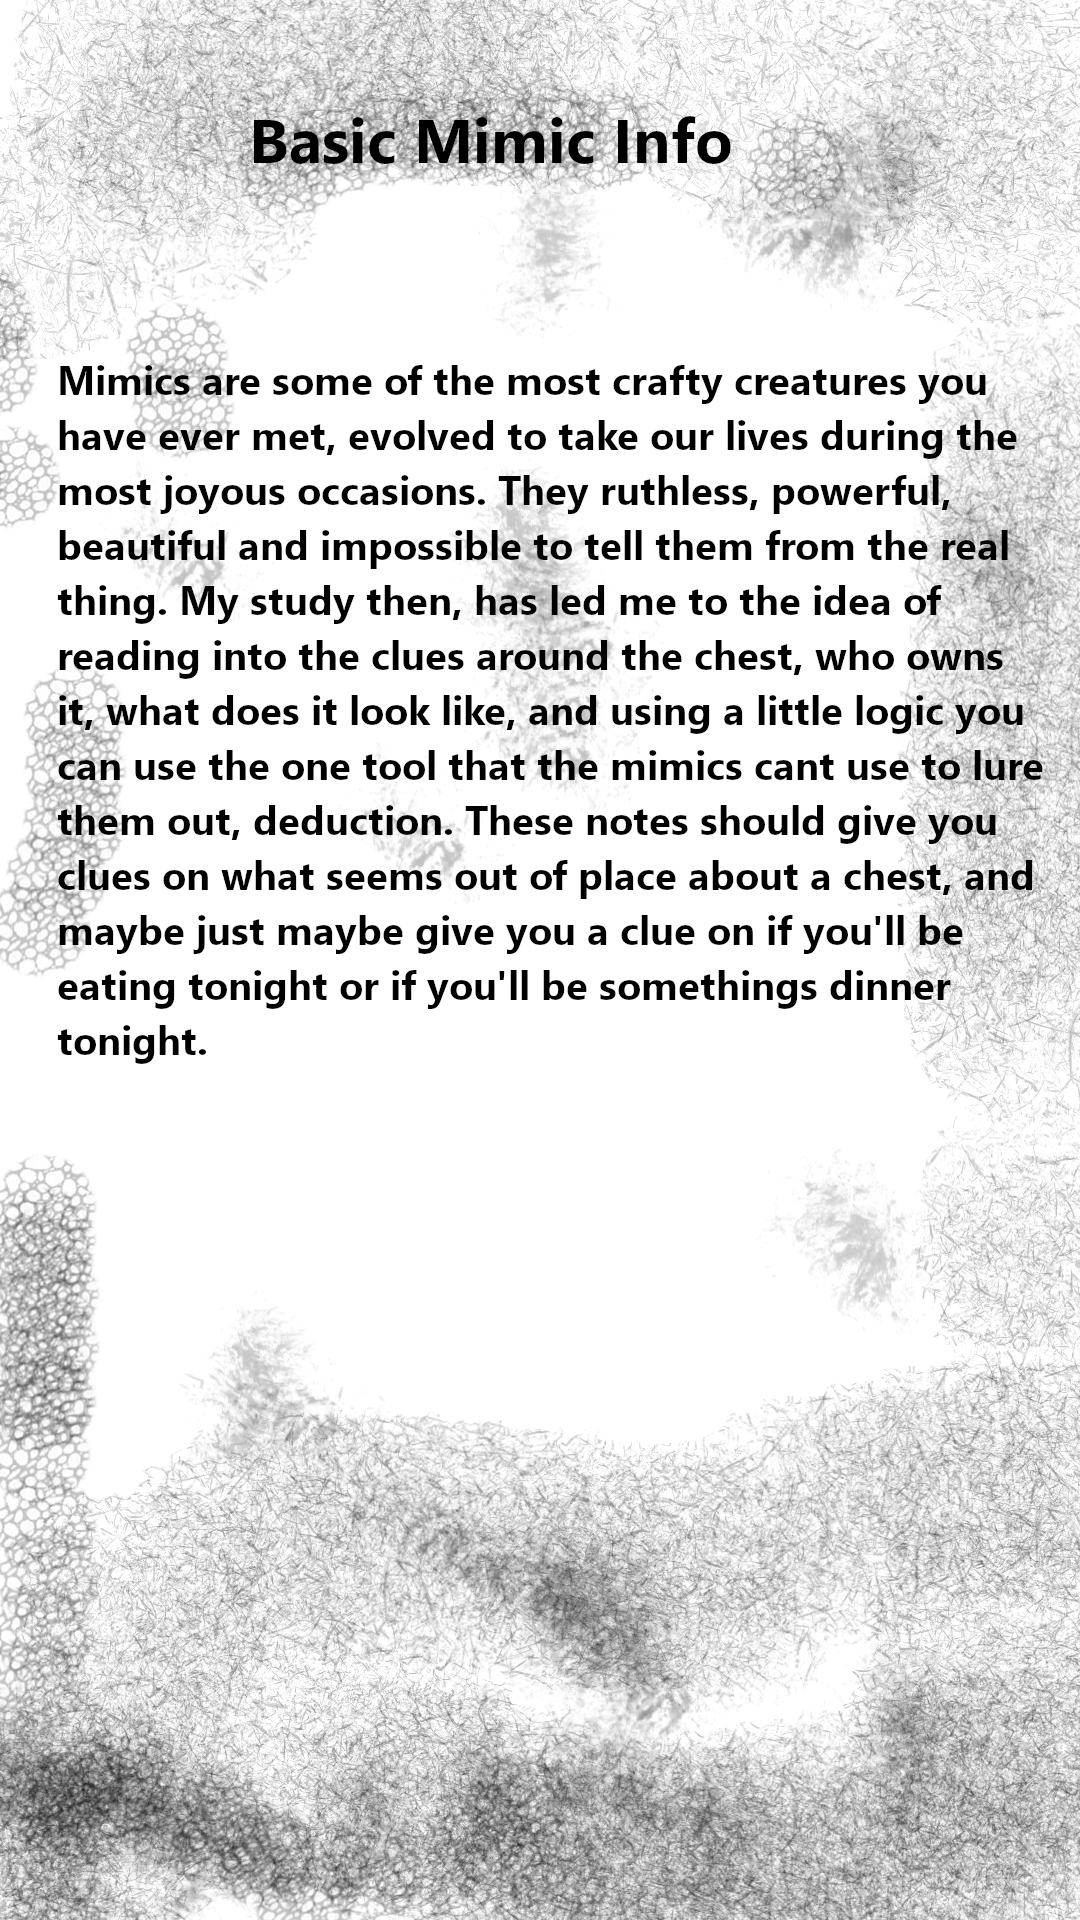 Basic Mimic Info
Mimics are some of the most crafty creatures you
have ever met, evolved to take our lives during the
most joyous occasions. They ruthless, powerful,
beautiful and impossible to tell them from the real
thing. My study then, has led me to the idea of
reading into the clues around the chest, who owns
it, what does it look like, and using a little logic you
can use the one tool that the mimics cant use to lure
them out, deduction. These notes should give you
clues on what seems out of place about a chest, and
maybe just maybe give you a clue on if you'll be
eating tonight or if you'll be somethings dinner
tonight.